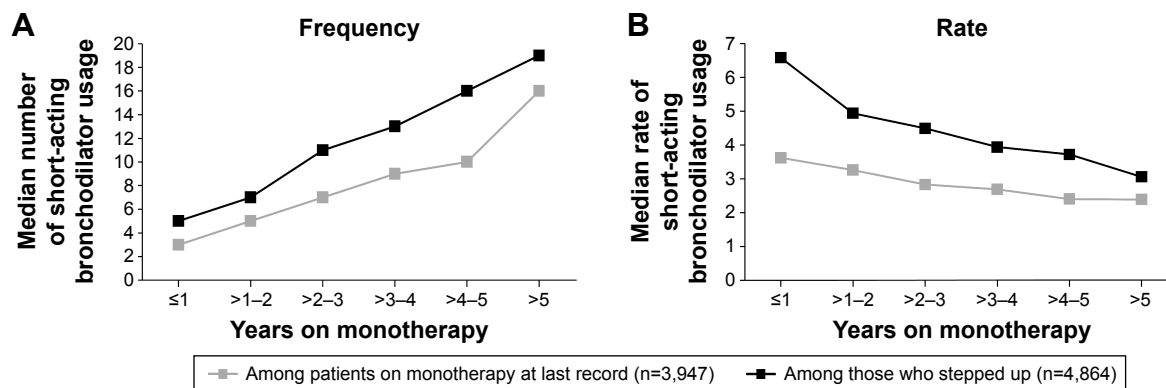 A
Frequency
Median number
of short-acting
bronchodilator usage
20
18
16
14
12
10
8
6
4
2
0
≤1
>1–2
>2–3
>3–4
>4–5
>5
Years on monotherapy
B
Rate
Median rate of
short-acting
bronchodilator usage
7
6
5
4
3
2
1
0
≤1
>1–2
>2–3
>3–4
>4–5
>5
Years on monotherapy
Among patients on monotherapy at last record (n=3,947)
Among those who stepped up (n=4,864)